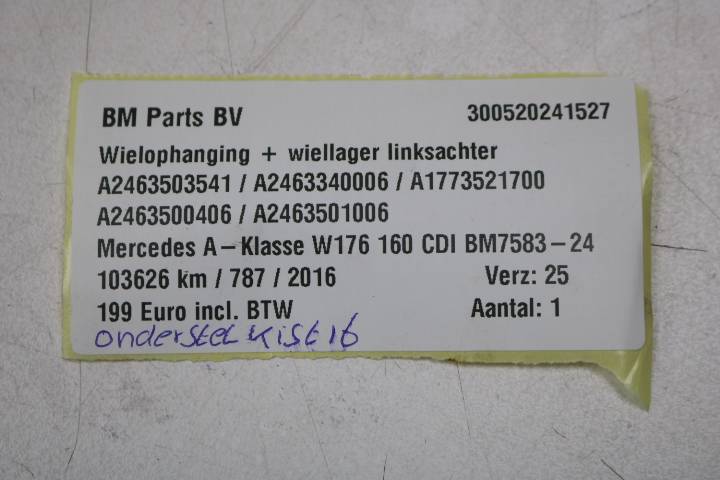 BM Parts BV 300520241527
Wielophanging + wiellager linksachter
A2463503541 / A2463340006 / A1773521700
A2463500406 / A2463501006
Mercedes A-Klasse W176 160 CDI BM7583-24
103626 km / 787 / 2016 Verz: 25
199 Euro incl. BTW Aantal: 1
onderstel kist 16